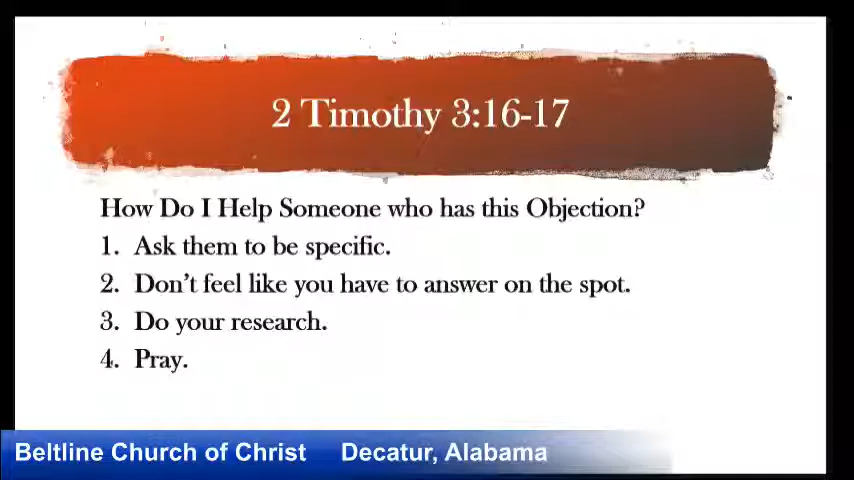 2 Timothy 3:16-17
How Do I Help Someone who has this Objection?
1. Ask them to be specific.
2. Don’t feel like you have to answer on the spot.
3. Do your research.
4. Pray.
Beltline Church of Christ Decatur, Alabama